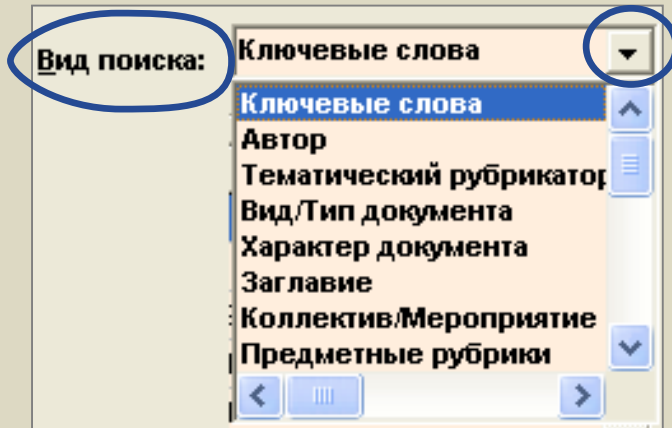 Вид поиска: Ключевые слова
Ключевые слова
Автор
Тематический рубрикатор
Вид/Тип документа
Характер документа
Заглавие
Коллектив/Мероприятие
Предметные рубрики